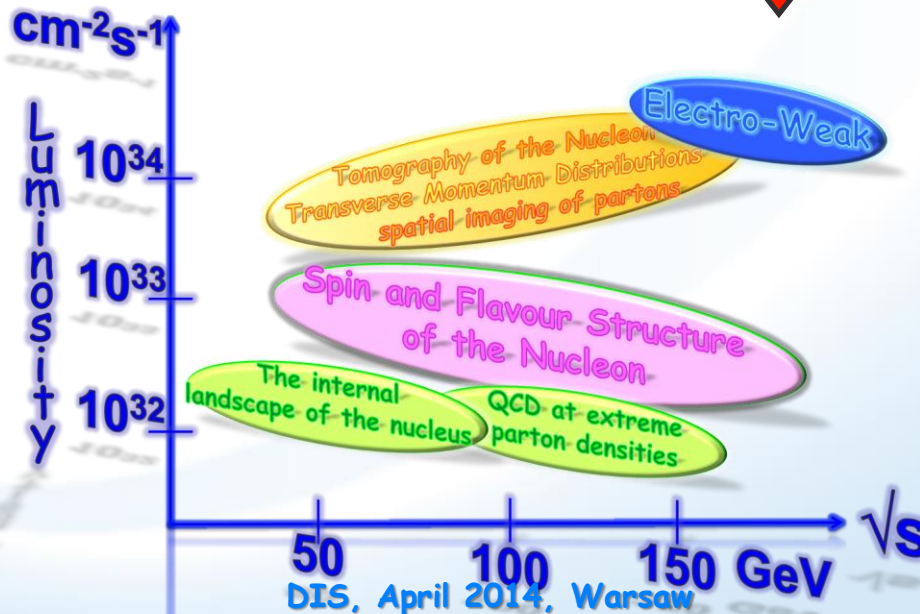 cm-2s-1
Luminosity
1034
1033
1032
Electro-Weak
Tomography of the Nucleon
Transverse Momentum Distributions
spatial imaging of partons
Spin and Flavour Structure
of the Nucleon
The internal
landscape of the nucleus
QCD at extreme
parton densities
50
100
150 GeV
√s
DIS, April 2014, Warsaw